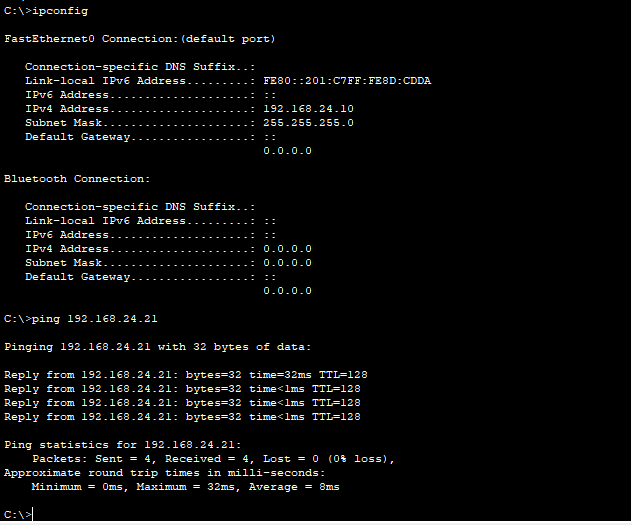 C:\>ipconfig
FastEthernet0 Connection:(default port)
Connection-specific DNS Suffix..:
Link-local IPv6 Address.........: FE80::201:C7FF:FE8D:CDDA
IPv6 Address....................: ::
IPv4 Address....................: 192.168.24.10
Subnet Mask.....................: 255.255.255.0
Default Gateway.................: ::
0.0.0.0
Bluetooth Connection:
Connection-specific DNS Suffix..:
Link-local IPv6 Address.........: ::
IPv6 Address....................: ::
IPv4 Address....................: 0.0.0.0
Subnet Mask.....................: 0.0.0.0
Default Gateway.................: ::
0.0.0.0
C:\>ping 192.168.24.21
Pinging 192.168.24.21 with 32 bytes of data:
Reply from 192.168.24.21: bytes=32 time=32ms TTL=128
Reply from 192.168.24.21: bytes=32 time<1ms TTL=128
Reply from 192.168.24.21: bytes=32 time<1ms TTL=128
Reply from 192.168.24.21: bytes=32 time<1ms TTL=128
Ping statistics for 192.168.24.21:
Packets: Sent = 4, Received = 4, Lost = 0 (0% loss),
Approximate round trip times in milli-seconds:
Minimum = 0ms, Maximum = 32ms, Average = 8ms
C:\>